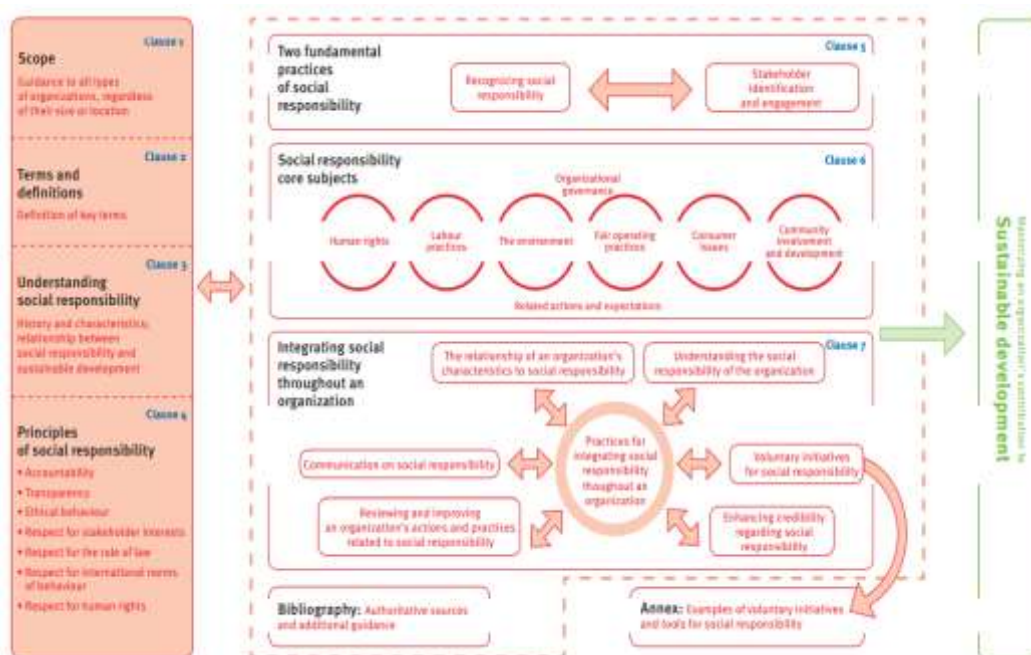 Clause 1
Scope
Guidance to all types
of organizations, regardless
of their size or location
Clause 2
Terms and
definitions
Definition of key terms
Clause 3
Understanding
social responsibility
History and characteristics;
relationship between
social responsibility and
sustainable development
Clause 4
Principles
of social responsibility
• Accountability
• Transparency
• Ethical behaviour
• Respect for stakeholder interests
• Respect for the rule of law
• Respect for international norms
of behaviour
• Respect for human rights
Two fundamental
practices
of social
responsibility
Clause 5
Recognizing social
responsibility
Stakeholder
identification
and engagement
Social responsibility
core subjects
Clause 6
Organizational
governance
Human rights
Labour
practices
The environment
Fair operating
practices
Consumer
issues
Community
involvement
and development
Related actions and expectations
Integrating social
responsibility
throughout an
organization
Clause 7
The relationship of an organization's
characteristics to social responsibility
Understanding the social
responsibility of the organization
Practices for
integrating social
responsibility
thoughout an
organization
Communication on social responsibility
Voluntary initiatives
for social responsibility
Reviewing and improving
an organization's actions and practices
related to social responsibility
Enhancing credibility
regarding social
responsibility
Bibliography: Authoritative sources
and additional guidance
Annex: Examples of voluntary initiatives
and tools for social responsibility
Maximizing an organization's contribution to
Sustainable development